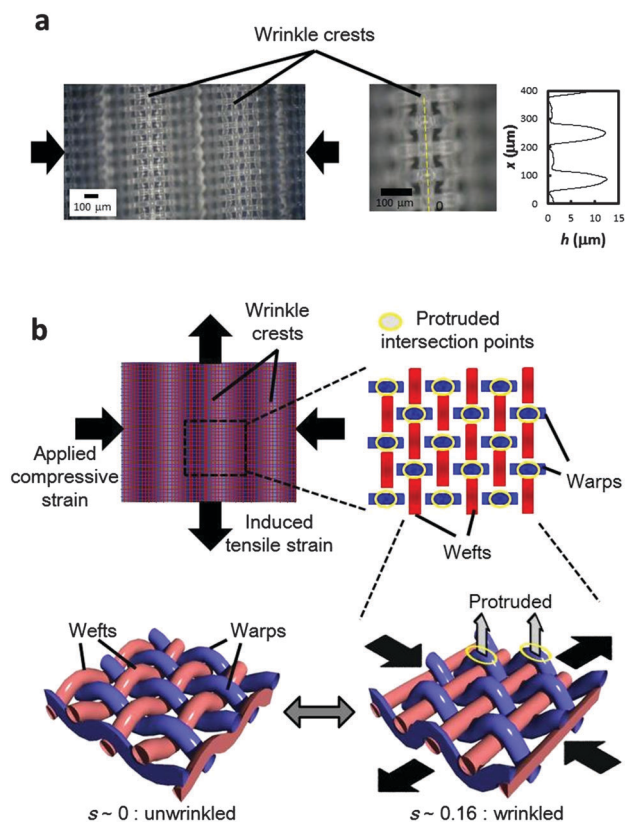 a
Wrinkle crests
100 μm
100 μm
0
400
300
200
100
0
x (μm)
0 5 10 15
h (μm)
b
Wrinkle
crests
Protruded
intersection points
Applied
compressive
strain
Induced
tensile strain
Warps
Wefts
Wefts
Warps
Protruded
s ~ 0 : unwrinkled
s ~ 0.16 : wrinkled